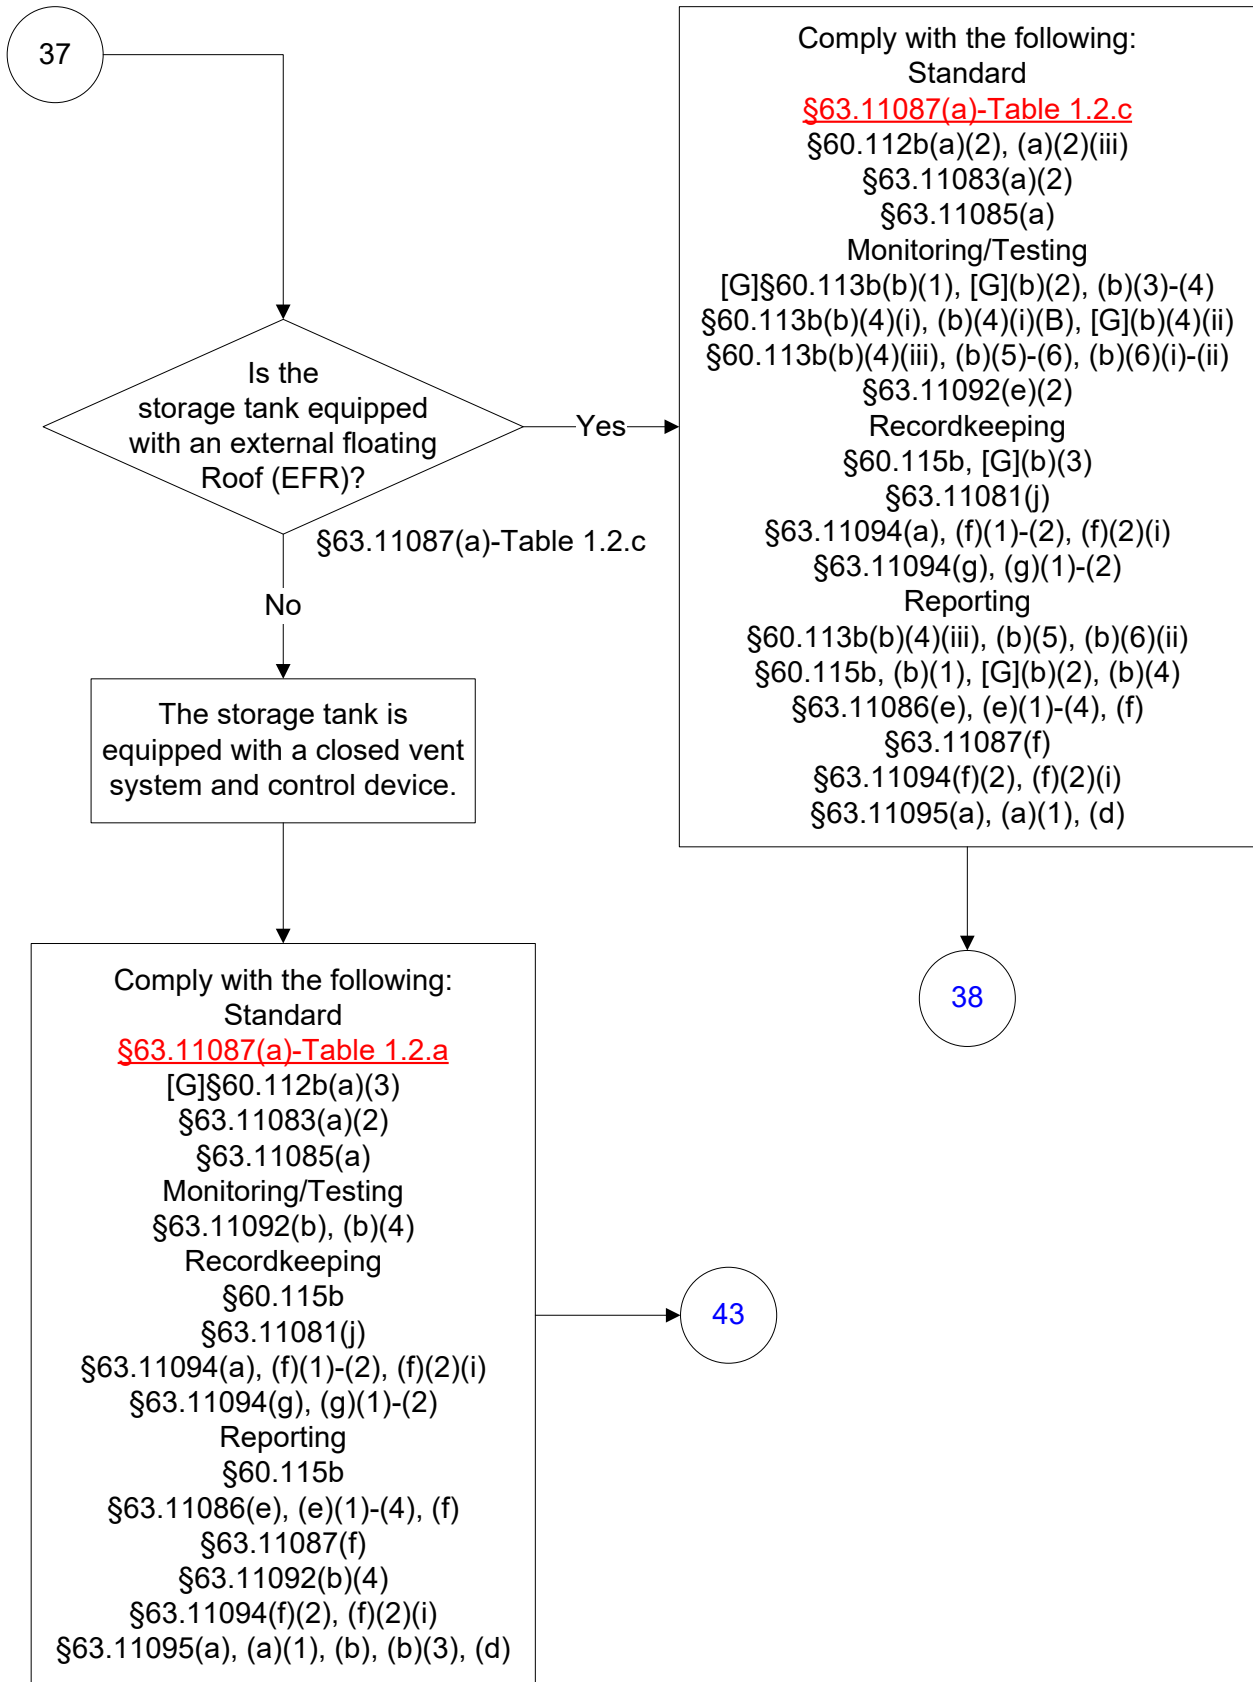 37
Is the
storage tank equipped
with an external floating
Roof (EFR)?
Yes
§63.11087(a)-Table 1.2.c
No
The storage tank is
equipped with a closed vent
system and control device.
Comply with the following:
Standard
§63.11087(a)-Table 1.2.c
§60.112b(a)(2), (a)(2)(iii)
§63.11083(a)(2)
§63.11085(a)
Monitoring/Testing
[G]§60.113b(b)(1), [G](b)(2), (b)(3)-(4)
§60.113b(b)(4)(i), (b)(4)(i)(B), [G](b)(4)(ii)
§60.113b(b)(4)(iii), (b)(5)-(6), (b)(6)(i)-(ii)
§63.11092(e)(2)
Recordkeeping
§60.115b, [G](b)(3)
§63.11081(j)
§63.11094(a), (f)(1)-(2), (f)(2)(i)
§63.11094(g), (g)(1)-(2)
Reporting
§60.113b(b)(4)(iii), (b)(5), (b)(6)(ii)
§60.115b, (b)(1), [G](b)(2), (b)(4)
§63.11086(e), (e)(1)-(4), (f)
§63.11087(f)
§63.11094(f)(2), (f)(2)(i)
§63.11095(a), (a)(1), (d)
38
Comply with the following:
Standard
§63.11087(a)-Table 1.2.a
[G]§60.112b(a)(3)
§63.11083(a)(2)
§63.11085(a)
Monitoring/Testing
§63.11092(b), (b)(4)
Recordkeeping
§60.115b
§63.11081(j)
§63.11094(a), (f)(1)-(2), (f)(2)(i)
§63.11094(g), (g)(1)-(2)
Reporting
§60.115b
§63.11086(e), (e)(1)-(4), (f)
§63.11087(f)
§63.11092(b)(4)
§63.11094(f)(2), (f)(2)(i)
§63.11095(a), (a)(1), (b), (b)(3), (d)
43